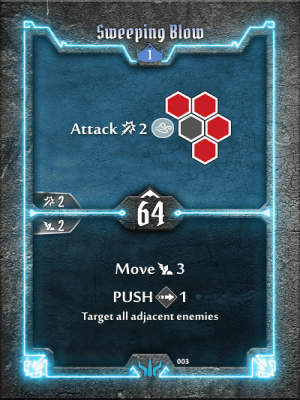 Sweeping Blow
1
Attack 2
2
64
2
Move 3
PUSH 1
Target all adjacent enemies
003